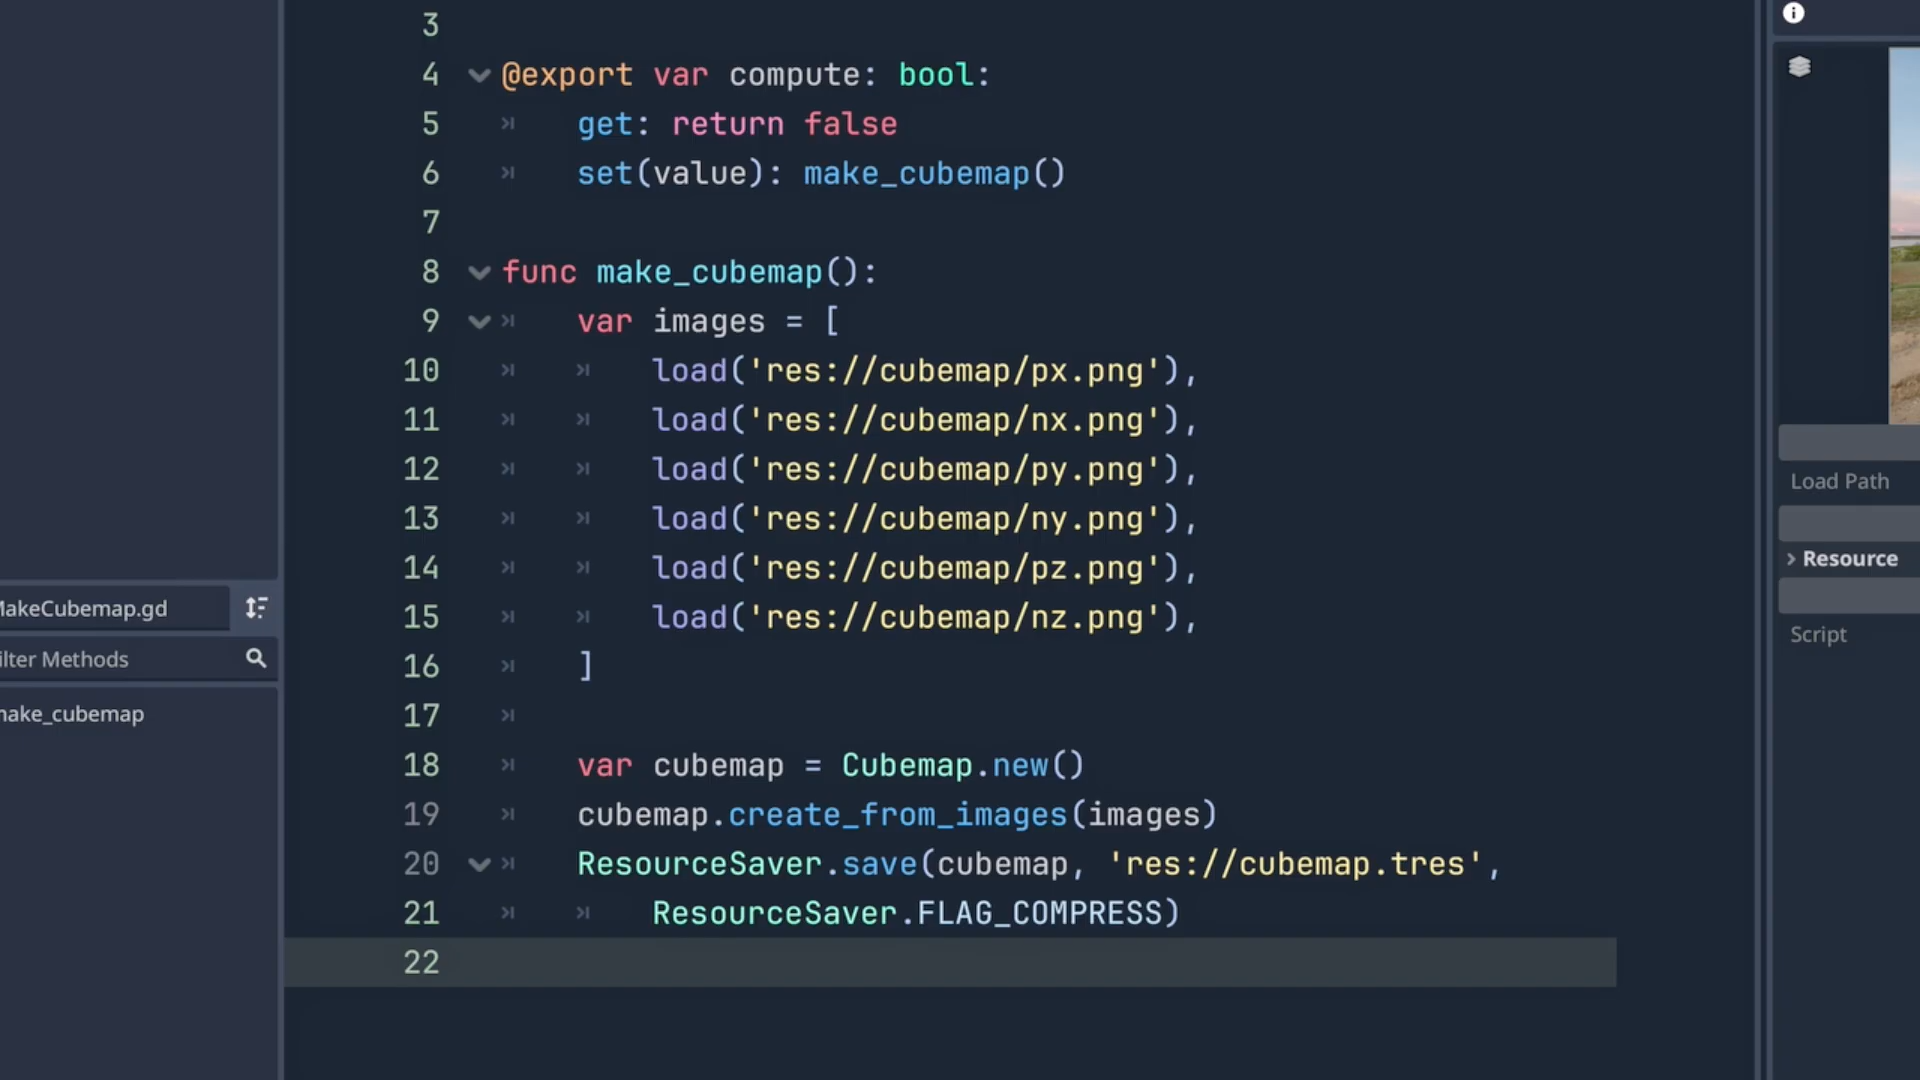 3
4 @export var compute: bool:
5 get: return false
6 set(value): make_cubemap()
7
8 func make_cubemap():
9 var images = [
10 load('res://cubemap/px.png'),
11 load('res://cubemap/nx.png'),
12 load('res://cubemap/py.png'),
13 load('res://cubemap/ny.png'),
14 load('res://cubemap/pz.png'),
15 load('res://cubemap/nz.png'),
16 ]
17
18 var cubemap = Cubemap.new()
19 cubemap.create_from_images(images)
20 ResourceSaver.save(cubemap, 'res://cubemap.tres',
21 ResourceSaver.FLAG_COMPRESS)
22
MakeCubemap.gd
ilter Methods
make_cubemap
Load Path
Resource
Script